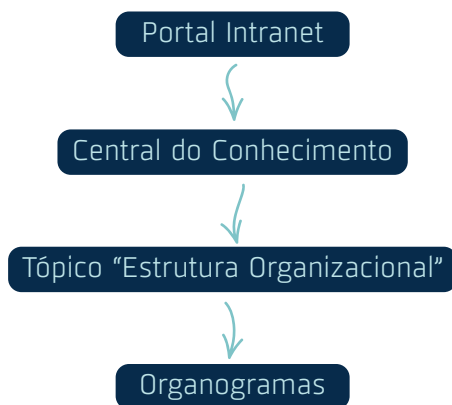 Portal Intranet
Central do Conhecimento
Tópico “Estrutura Organizacional”
Organogramas